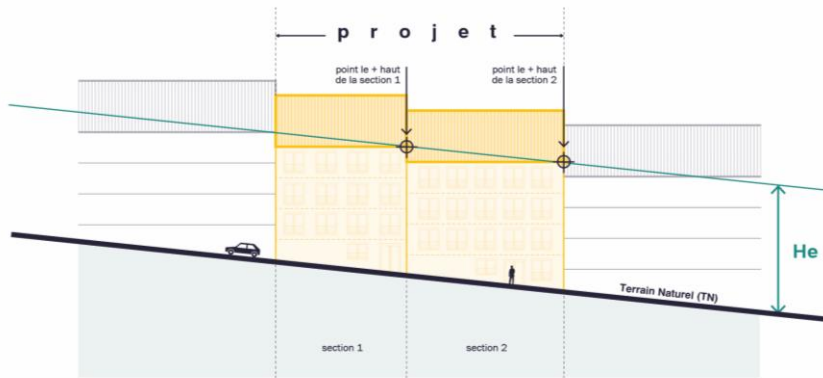 projet
point le + haut
de la section 1
point le + haut
de la section 2
He
Terrain Naturel (TN)
section 1
section 2